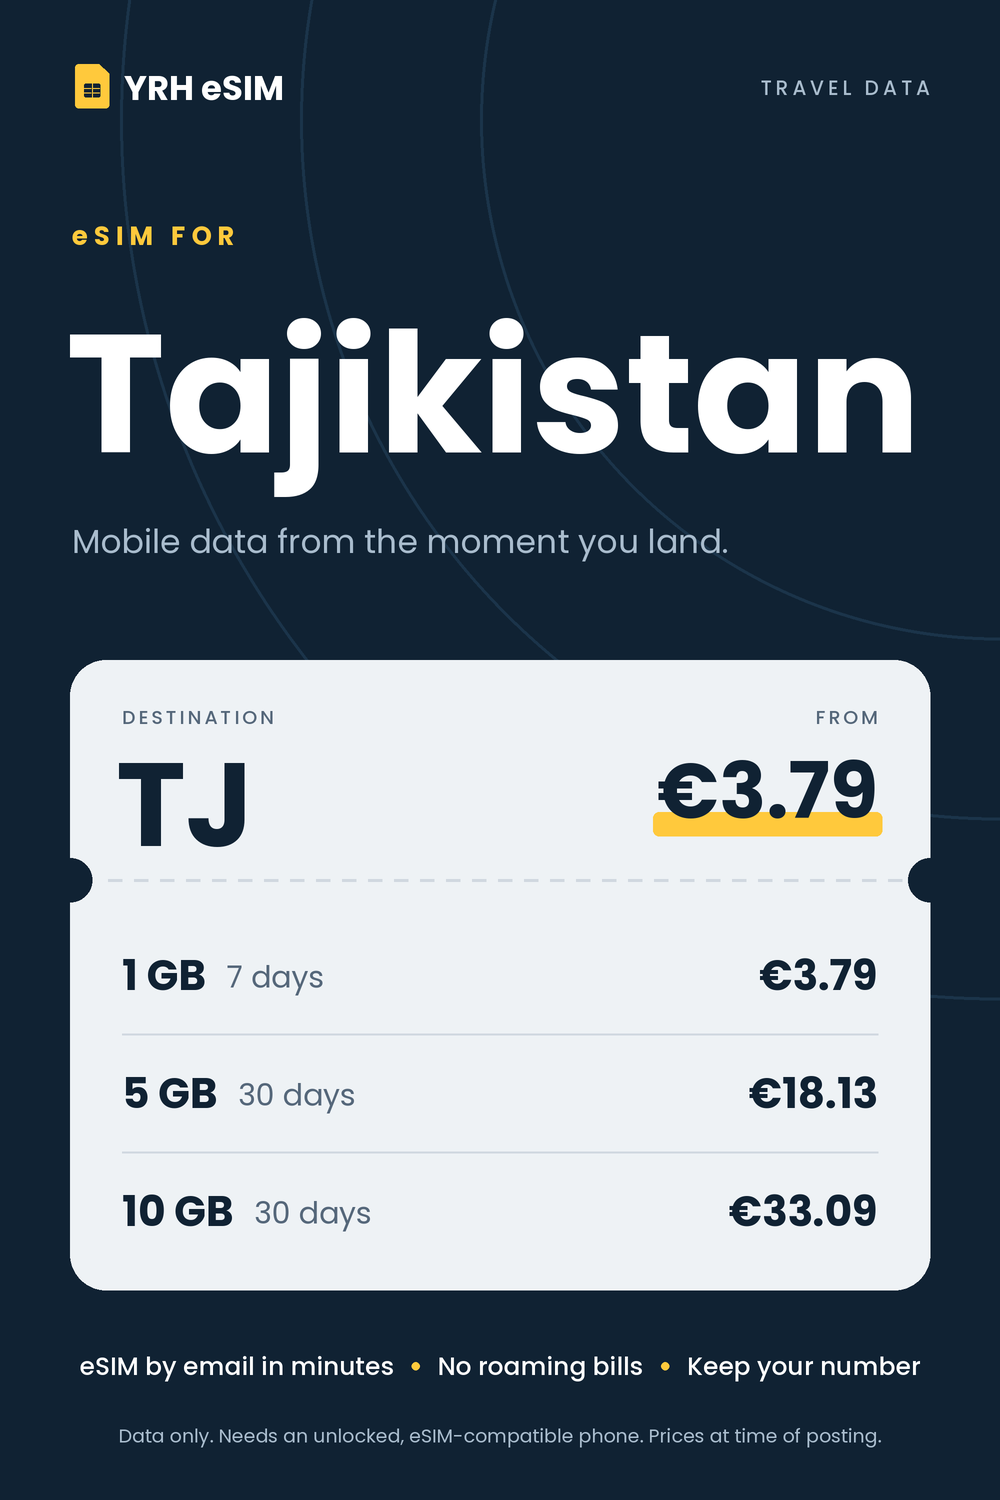 YRH eSIM
TRAVEL DATA
eSIM FOR
Tajikistan
Mobile data from the moment you land.
DESTINATION
FROM
TJ
€3.79
1 GB 7 days €3.79
5 GB 30 days €18.13
10 GB 30 days €33.09
eSIM by email in minutes • No roaming bills • Keep your number
Data only. Needs an unlocked, eSIM-compatible phone. Prices at time of posting.